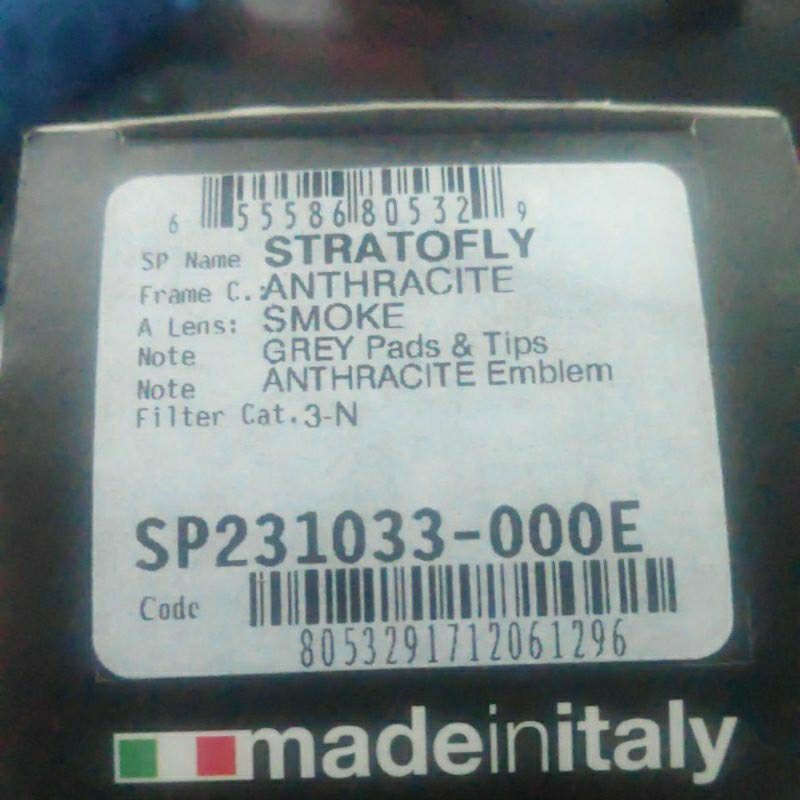 6 55586 80532 9
SP Name STRATOFLY
Frame C.: ANTHRACITE
A Lens: SMOKE
Note GREY Pads & Tips
Note ANTHRACITE Emblem
Filter Cat. 3-N
SP231033-000E
Code
8053291712061296
madeinitaly